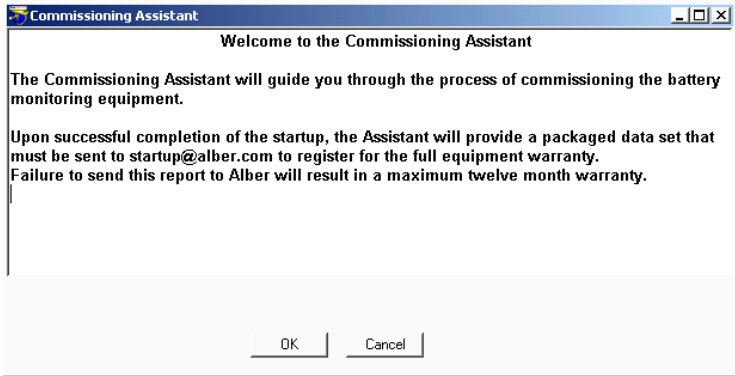 Commissioning Assistant
Welcome to the Commissioning Assistant
The Commissioning Assistant will guide you through the process of commissioning the battery
monitoring equipment.
Upon successful completion of the startup, the Assistant will provide a packaged data set that
must be sent to startup@alber.com to register for the full equipment warranty.
Failure to send this report to Alber will result in a maximum twelve month warranty.
OK Cancel